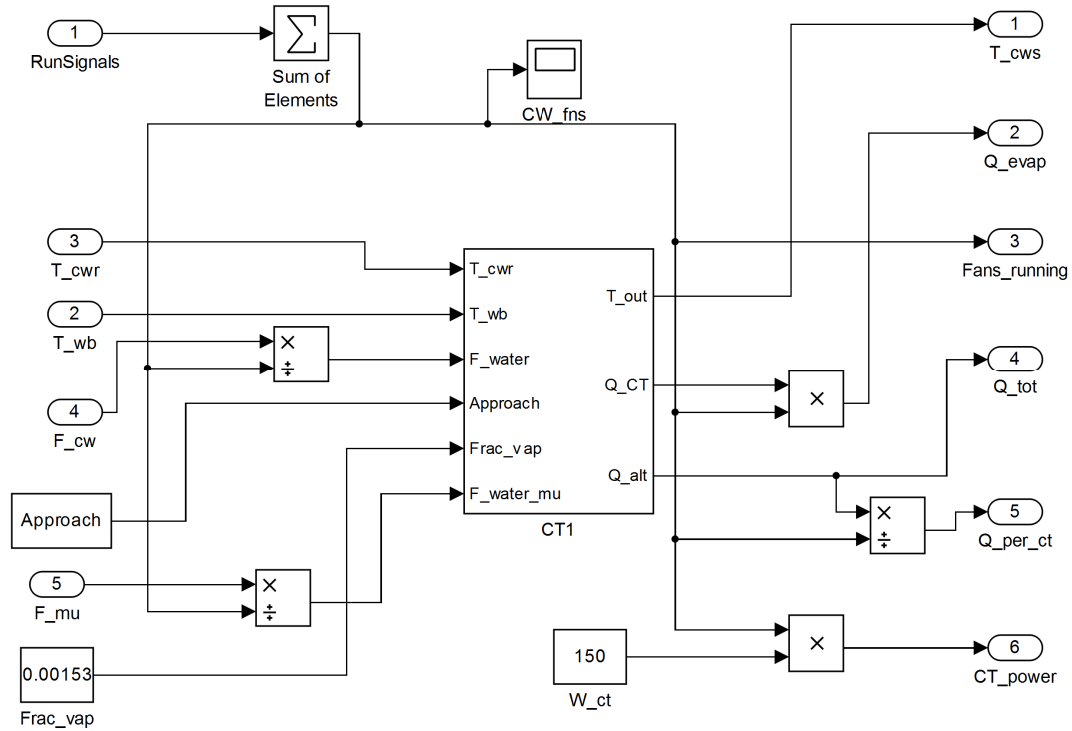 1
RunSignals
Sum of
Elements
CW_fns
1
T_cws
2
Q_evap
3
T_cwr
3
Fans_running
2
T_wb
4
F_cw
T_cwr
T_wb
×
÷
F_water
Approach
Frac_vap
F_water_mu
T_out
Q_CT
Q_alt
CT1
×
4
Q_tot
Approach
×
÷
5
Q_per_ct
5
F_mu
×
÷
0.00153
Frac_vap
150
W_ct
×
6
CT_power